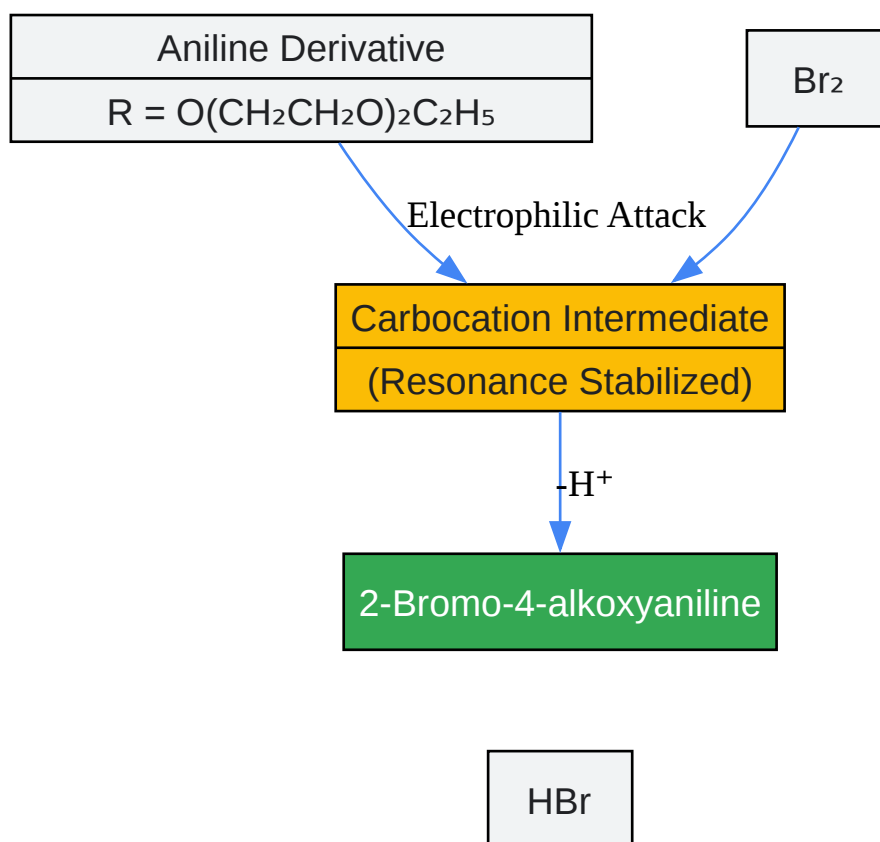 Aniline Derivative
R = O(CH₂CH₂O)₂C₂H₅
Br₂
Electrophilic Attack
Carbocation Intermediate
(Resonance Stabilized)
-H⁺
2-Bromo-4-alkoxyaniline
HBr